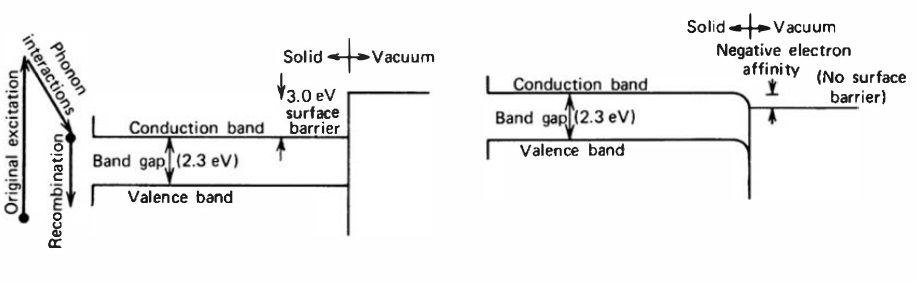 Original excitation
Phonon
interactions
Recombination
Solid
Vacuum
3.0 eV
surface
barrier
Conduction band
Band gap (2.3 eV)
Valence band
Solid
Vacuum
Negative electron
affinity
(No surface
barrier)
Conduction band
Band gap (2.3 eV)
Valence band